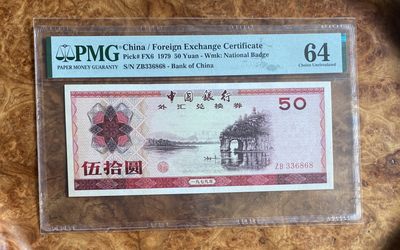 PMG
PAPER MONEY GUARANTY
China / Foreign Exchange Certificate
Pick# FX6 1979 50 Yuan - Wmk: National Badge
S/N ZB336868 - Bank of China
64
Choice Uncirculated
中国银行
外汇兑换券
50
伍拾圆
ZB 336868
一九七九年